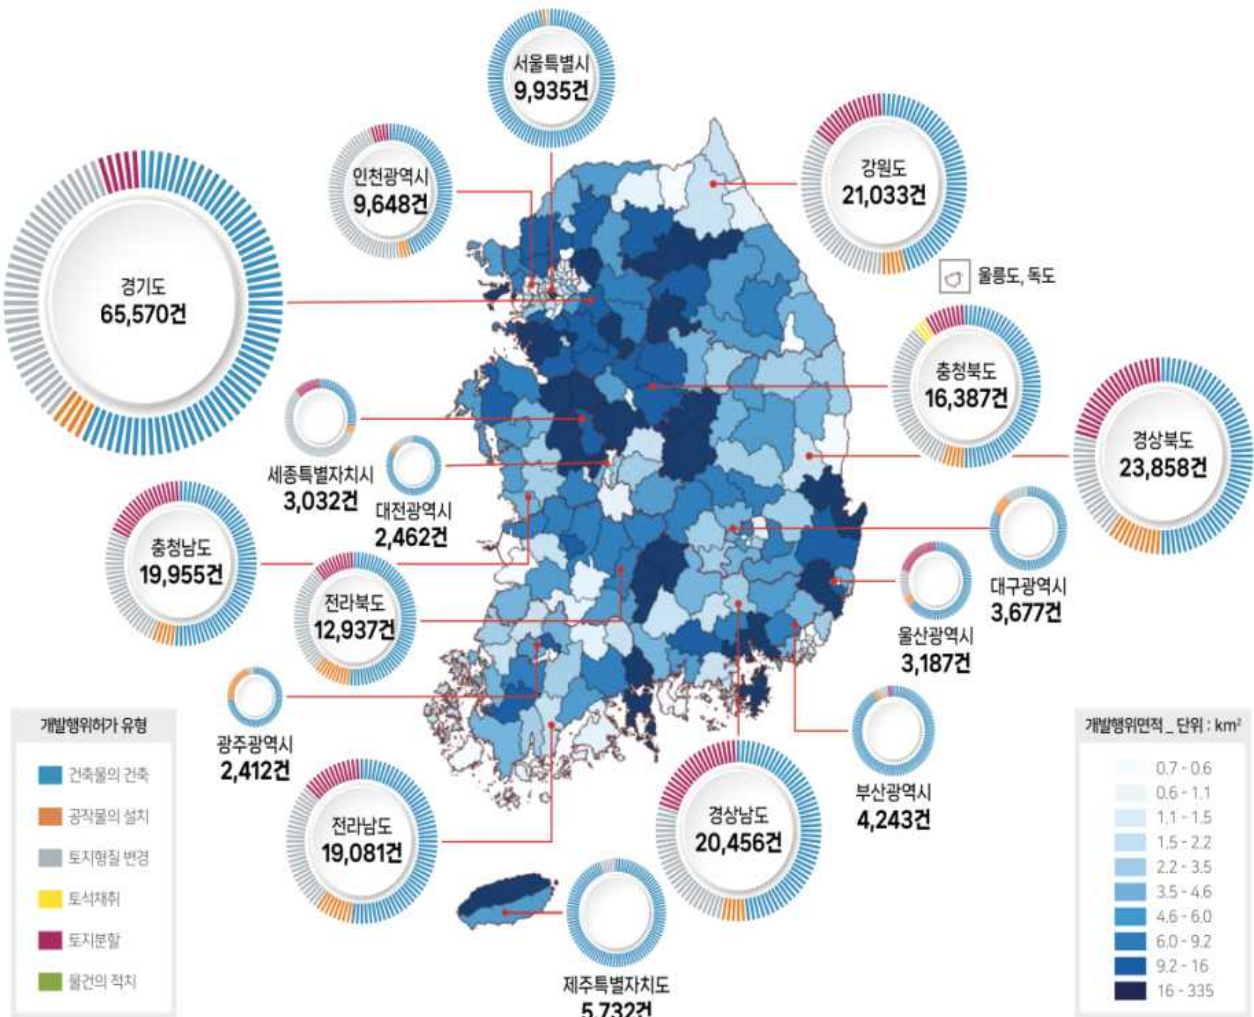 서울특별시
9,935건
인천광역시
9,648건
강원도
21,033건
경기도
65,570건
울릉도, 독도
충청북도
16,387건
경상북도
23,858건
세종특별자치시
3,032건
대전광역시
2,462건
충청남도
19,955건
전라북도
12,937건
대구광역시
3,677건
울산광역시
3,187건
광주광역시
2,412건
부산광역시
4,243건
전라남도
19,081건
경상남도
20,456건
제주특별자치도
5,732건
개발행위허가 유형
건축물의 건축
공작물의 설치
토지형질 변경
토석채취
토지분할
물건의 적치
개발행위면적 _ 단위 : km²
0.7 - 0.6
0.6 - 1.1
1.1 - 1.5
1.5 - 2.2
2.2 - 3.5
3.5 - 4.6
4.6 - 6.0
6.0 - 9.2
9.2 - 16
16 - 335